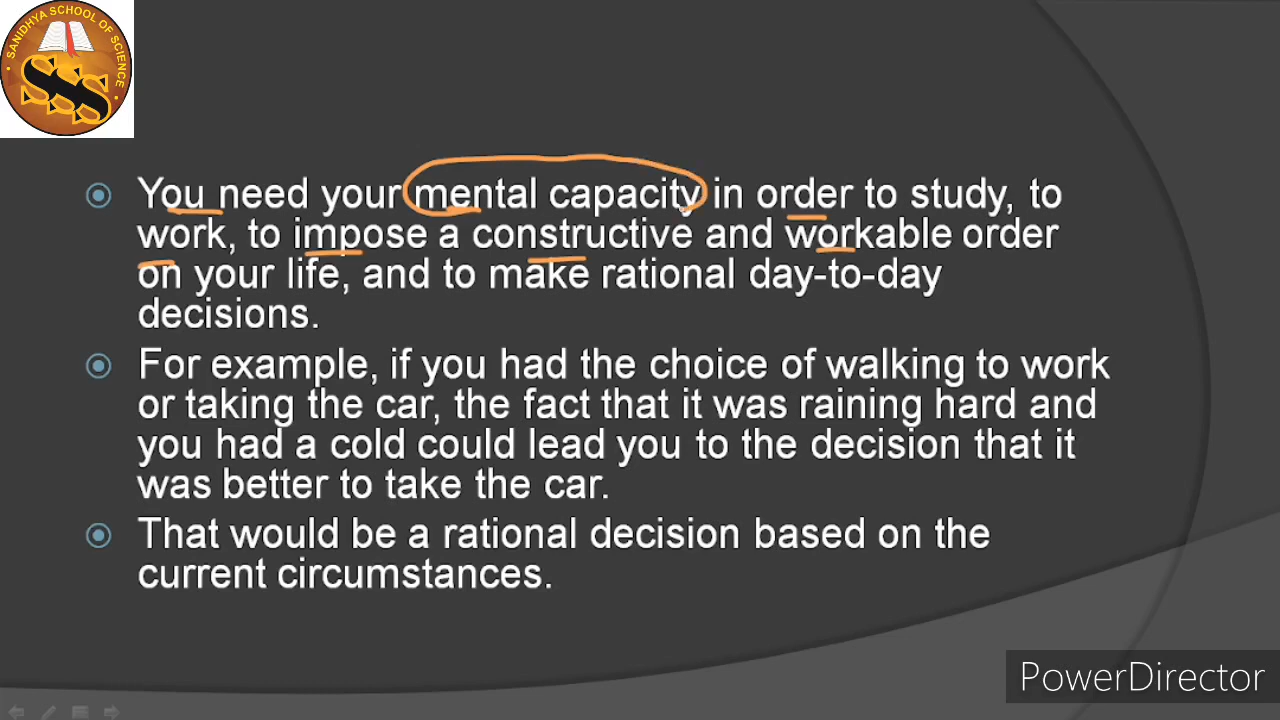 SANIDHYA SCHOOL OF SCIENCE
SSS
You need your mental capacity in order to study, to
work, to impose a constructive and workable order
on your life, and to make rational day-to-day
decisions.
For example, if you had the choice of walking to work
or taking the car, the fact that it was raining hard and
you had a cold could lead you to the decision that it
was better to take the car.
That would be a rational decision based on the
current circumstances.
PowerDirector